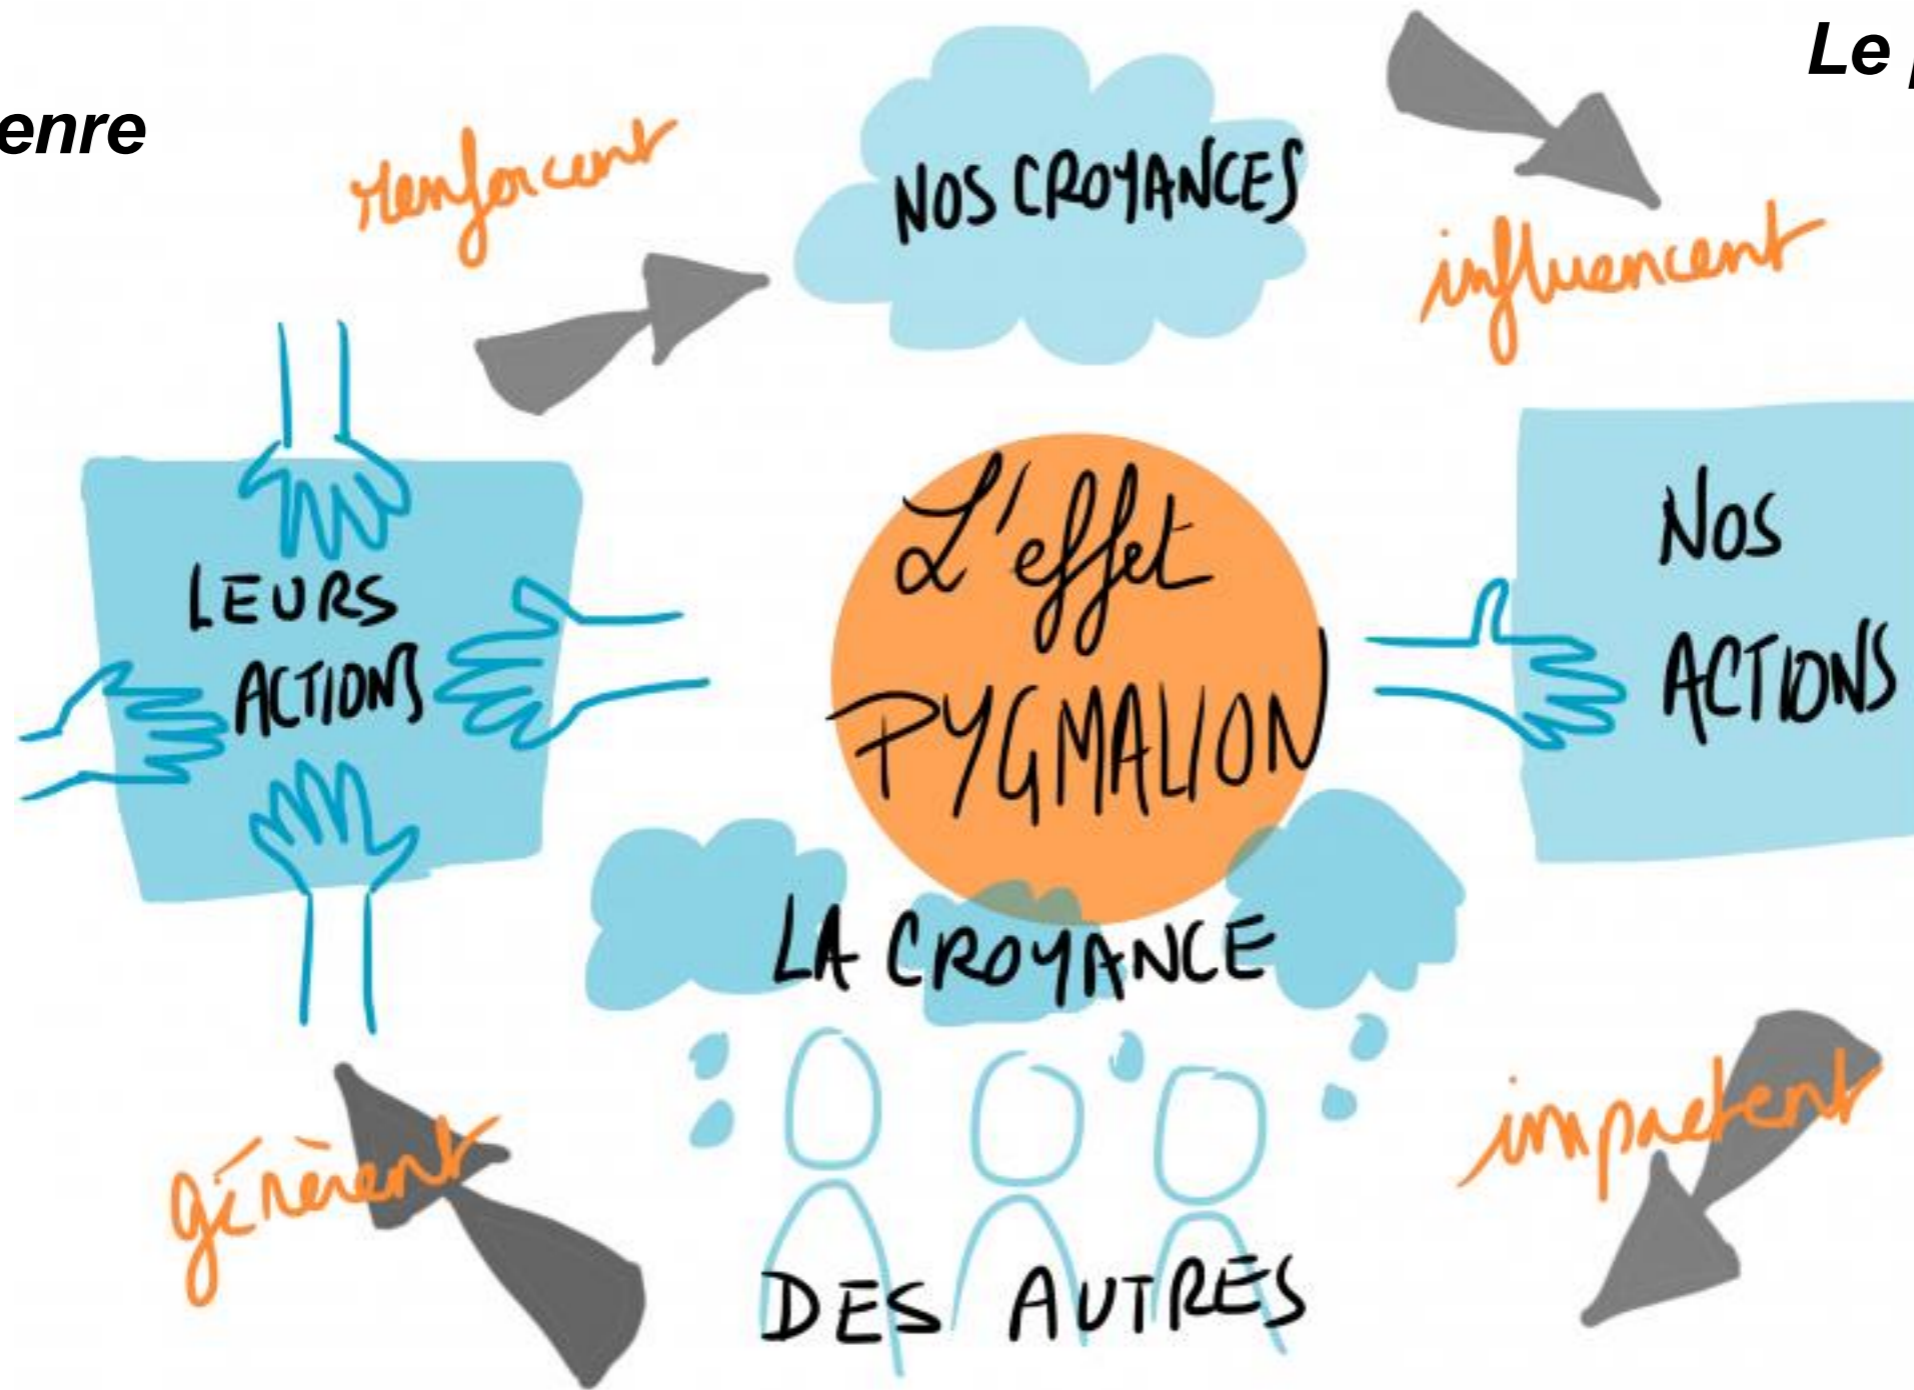 Le
enre
renforcent
NOS CROYANCES
influencent
L'effet
PYGMALION
NOS
ACTIONS
LEURS
ACTIONS
LA CROYANCE
DES AUTRES
impactent
génèrent